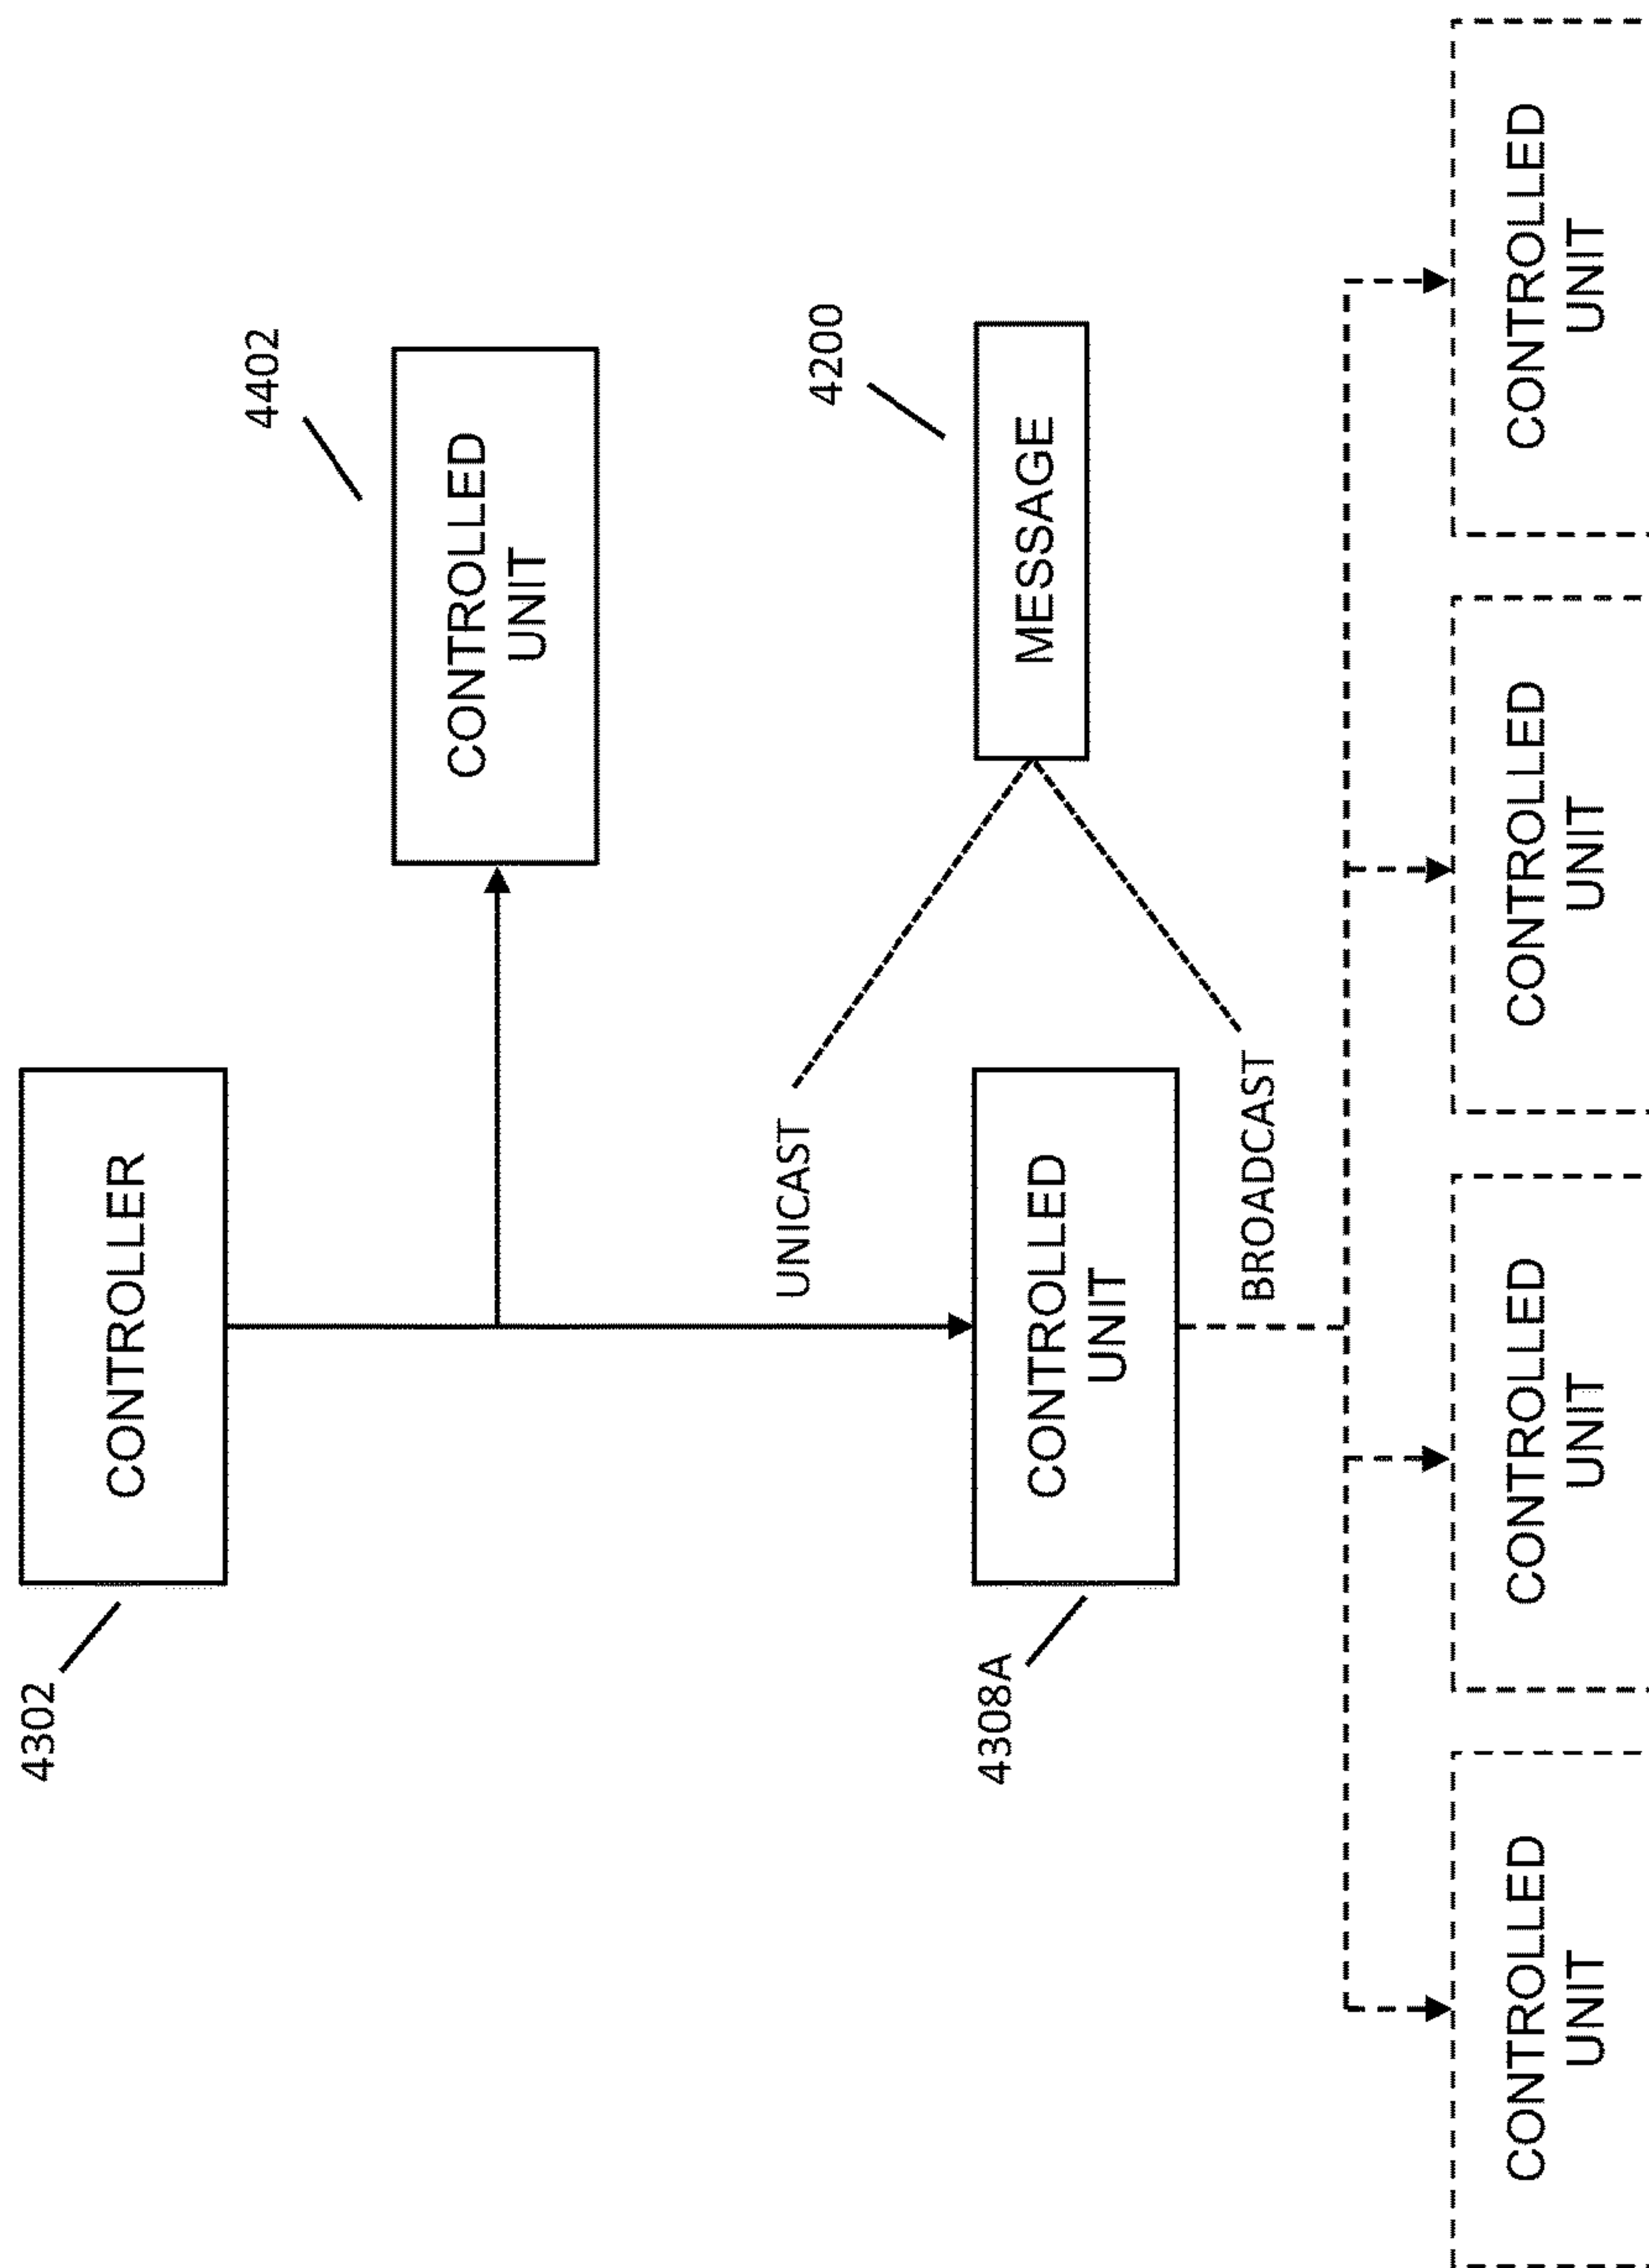 4302
CONTROLLER
4402
CONTROLLED
UNIT
UNICAST
4200
4308A
CONTROLLED
UNIT
MESSAGE
BROADCAST
CONTROLLED
UNIT
CONTROLLED
UNIT
CONTROLLED
UNIT
CONTROLLED
UNIT